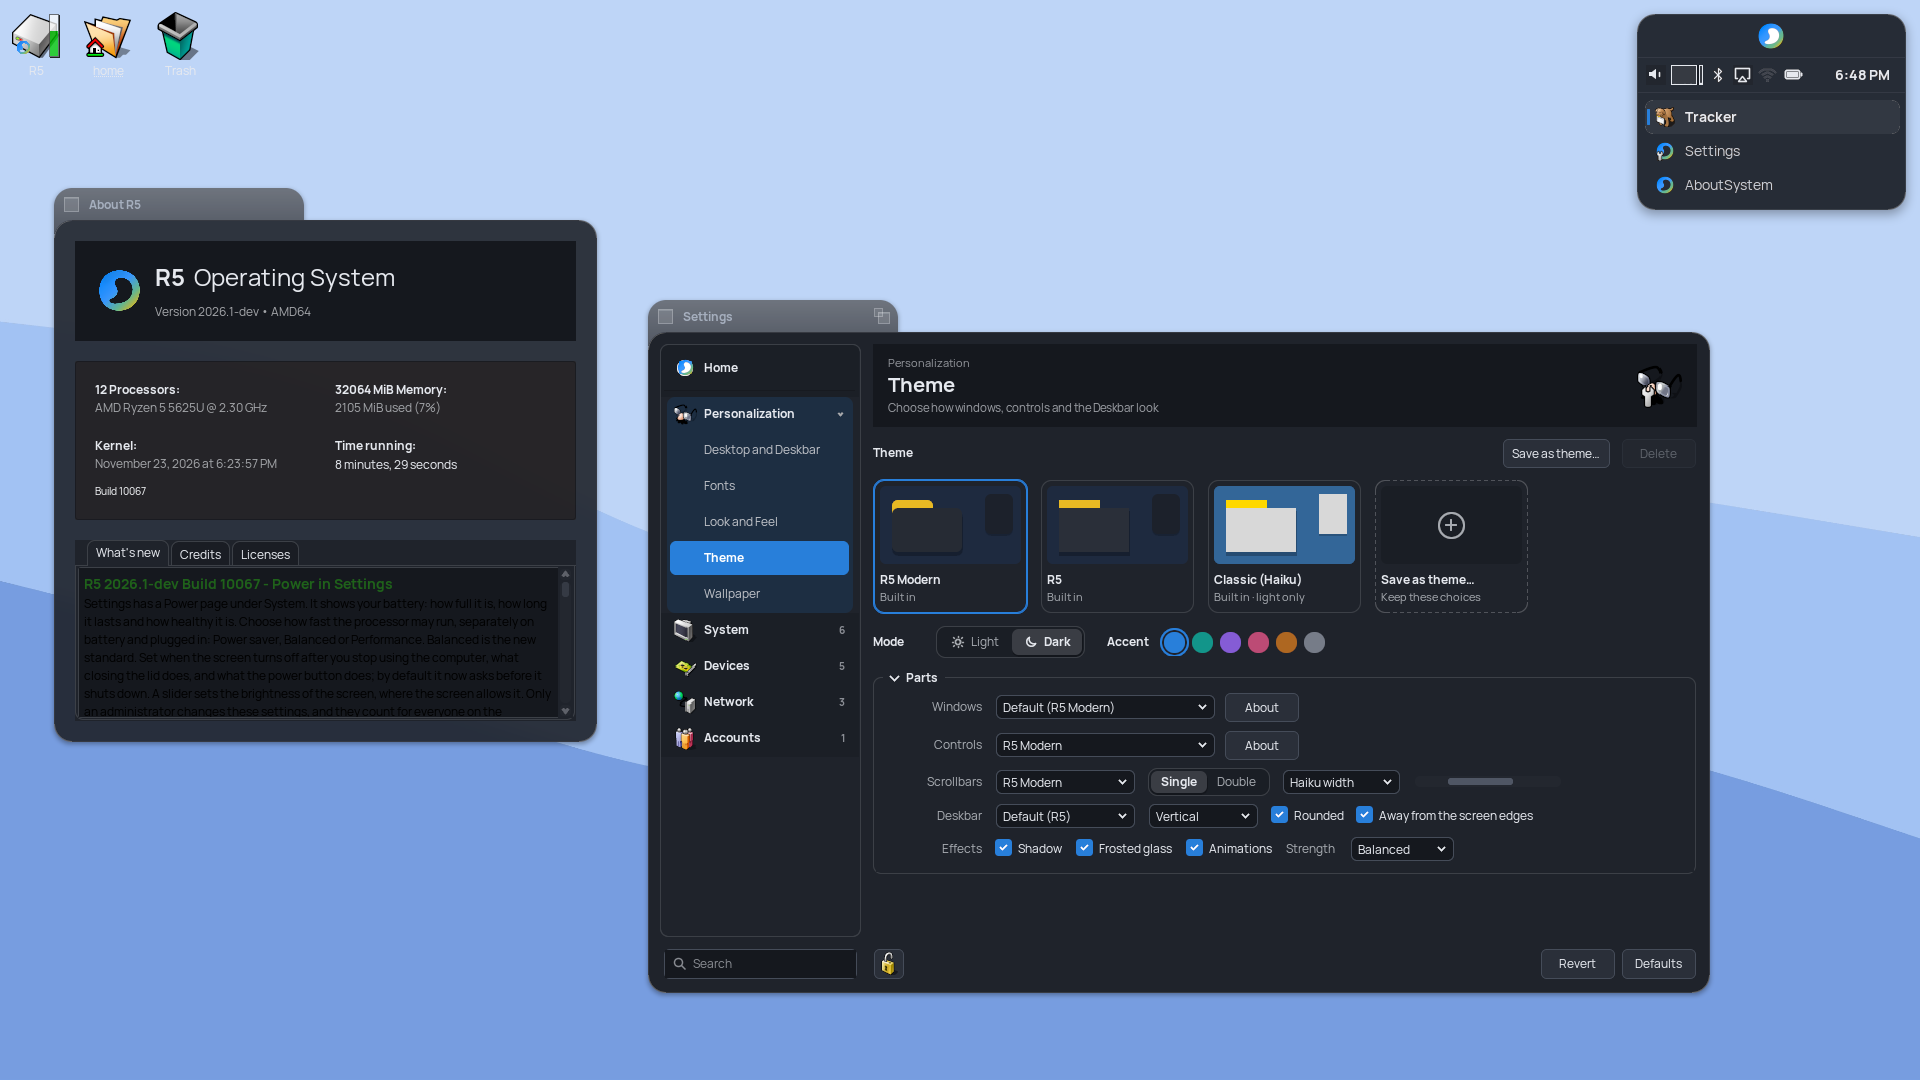 R5
home
Trash
6:48 PM
Tracker
Settings
AboutSystem
About R5
R5 Operating System
Version 2026.1-dev • AMD64
12 Processors:
AMD Ryzen 5 5625U @ 2.30 GHz
32064 MiB Memory:
2105 MiB used (7%)
Kernel:
November 23, 2026 at 6:23:57 PM
Time running:
8 minutes, 29 seconds
Build 10067
What's new
Credits
Licenses
R5 2026.1-dev Build 10067 - Power in Settings
Settings has a Power page under System. It shows your battery: how full it is, how long
it lasts and how healthy it is. Choose how fast the processor may run, separately on
battery and plugged in: Power saver, Balanced or Performance. Balanced is the new
standard. Set when the screen turns off after you stop using the computer, what
closing the lid does, and what the power button does; by default it now asks before it
shuts down. A slider sets the brightness of the screen, where the screen allows it. Only
an administrator changes these settings, and they count for everyone on the
Settings
Home
Personalization
Desktop and Deskbar
Fonts
Look and Feel
Theme
Wallpaper
System 6
Devices 5
Network 3
Accounts 1
Search
Personalization
Theme
Choose how windows, controls and the Deskbar look
Theme
Save as theme...
Delete
R5 Modern
Built in
R5
Built in
Classic (Haiku)
Built in · light only
Save as theme...
Keep these choices
Mode
Light
Dark
Accent
Parts
Windows
Default (R5 Modern)
About
Controls
R5 Modern
About
Scrollbars
R5 Modern
Single
Double
Haiku width
Deskbar
Default (R5)
Vertical
Rounded
Away from the screen edges
Effects
Shadow
Frosted glass
Animations
Strength
Balanced
Revert
Defaults